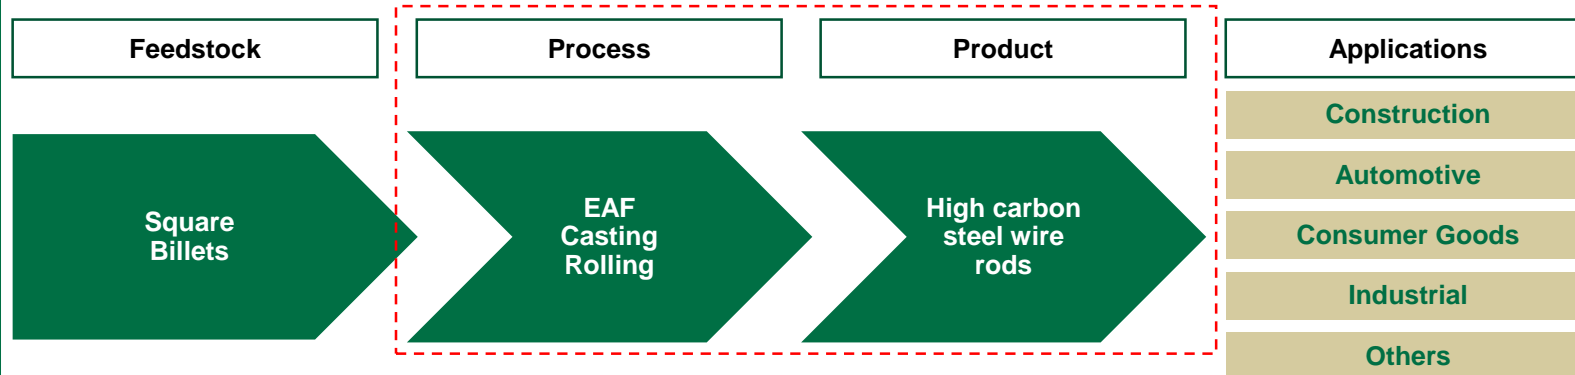 Feedstock
Process
Product
Applications
Square
Billets
EAF
Casting
Rolling
High carbon
steel wire
rods
Construction
Automotive
Consumer Goods
Industrial
Others